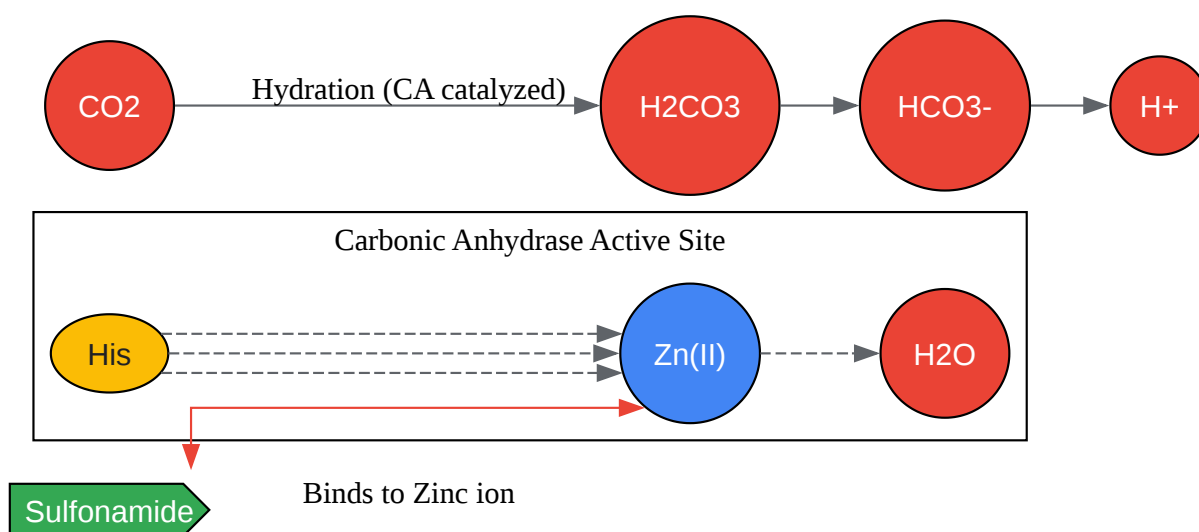 CO2
Hydration (CA catalyzed)
H2CO3
HCO3-
H+
Carbonic Anhydrase Active Site
His
Zn(II)
H2O
Sulfonamide
Binds to Zinc ion